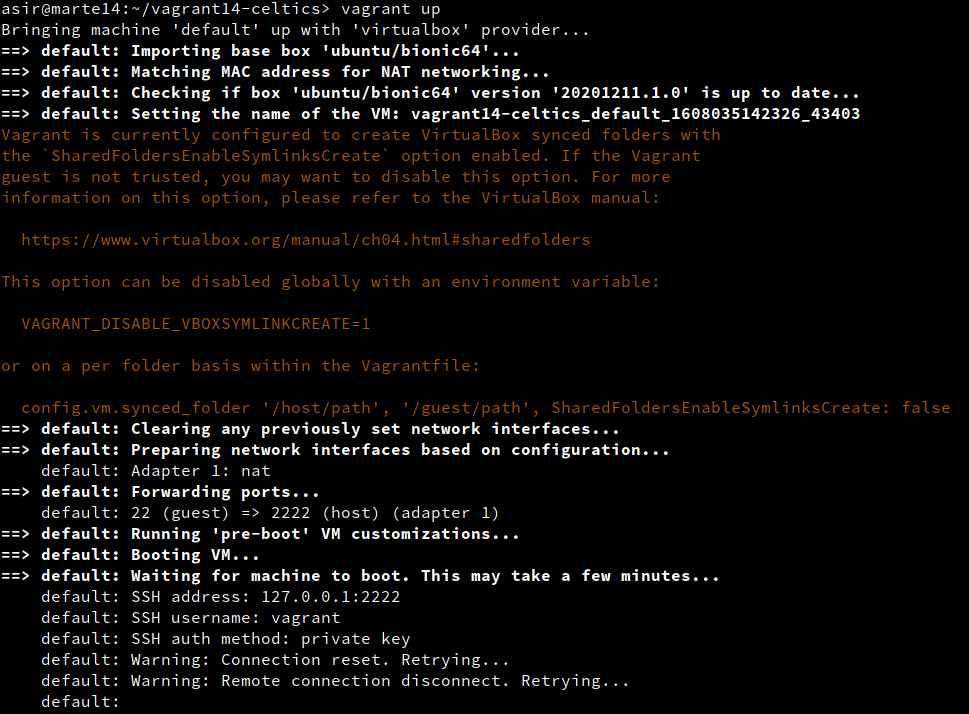 asir@marte14:~/vagrant14-celtics> vagrant up
Bringing machine 'default' up with 'virtualbox' provider...
==> default: Importing base box 'ubuntu/bionic64'...
==> default: Matching MAC address for NAT networking...
==> default: Checking if box 'ubuntu/bionic64' version '20201211.1.0' is up to date...
==> default: Setting the name of the VM: vagrant14-celtics_default_1608035142326_43403
Vagrant is currently configured to create VirtualBox synced folders with
the `SharedFoldersEnableSymlinksCreate` option enabled. If the Vagrant
guest is not trusted, you may want to disable this option. For more
information on this option, please refer to the VirtualBox manual:

  https://www.virtualbox.org/manual/ch04.html#sharedfolders

This option can be disabled globally with an environment variable:

  VAGRANT_DISABLE_VBOXSYMLINKCREATE=1

or on a per folder basis within the Vagrantfile:

  config.vm.synced_folder '/host/path', '/guest/path', SharedFoldersEnableSymlinksCreate: false
==> default: Clearing any previously set network interfaces...
==> default: Preparing network interfaces based on configuration...
    default: Adapter 1: nat
==> default: Forwarding ports...
    default: 22 (guest) => 2222 (host) (adapter 1)
==> default: Running 'pre-boot' VM customizations...
==> default: Booting VM...
==> default: Waiting for machine to boot. This may take a few minutes...
    default: SSH address: 127.0.0.1:2222
    default: SSH username: vagrant
    default: SSH auth method: private key
    default: Warning: Connection reset. Retrying...
    default: Warning: Remote connection disconnect. Retrying...
    default: